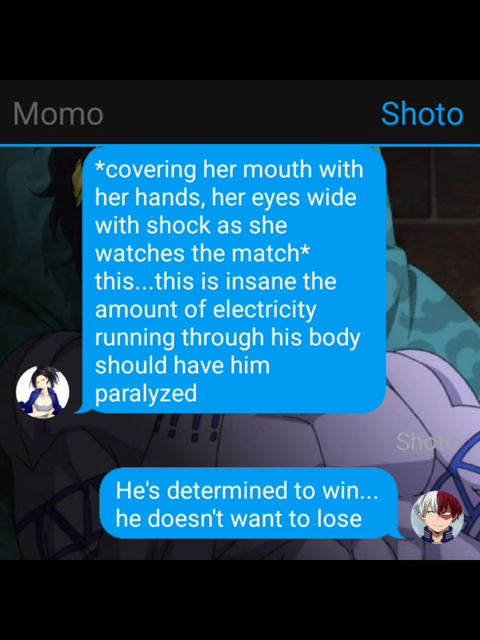 Momo
Shoto
*covering her mouth with
her hands, her eyes wide
with shock as she
watches the match*
this...this is insane the
amount of electricity
running through his body
should have him
paralyzed
Shoto
He's determined to win...
he doesn't want to lose